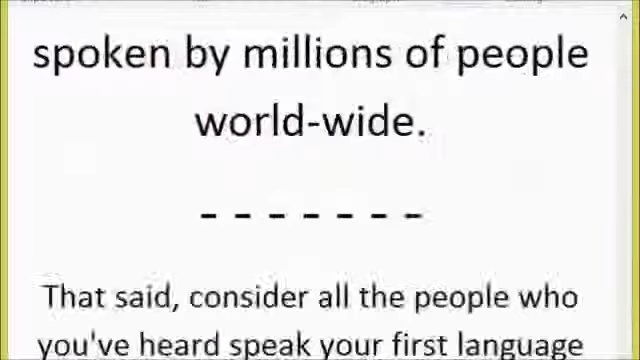 spoken by millions of people
world-wide.
- - - - - - -
That said, consider all the people who
you've heard speak your first language